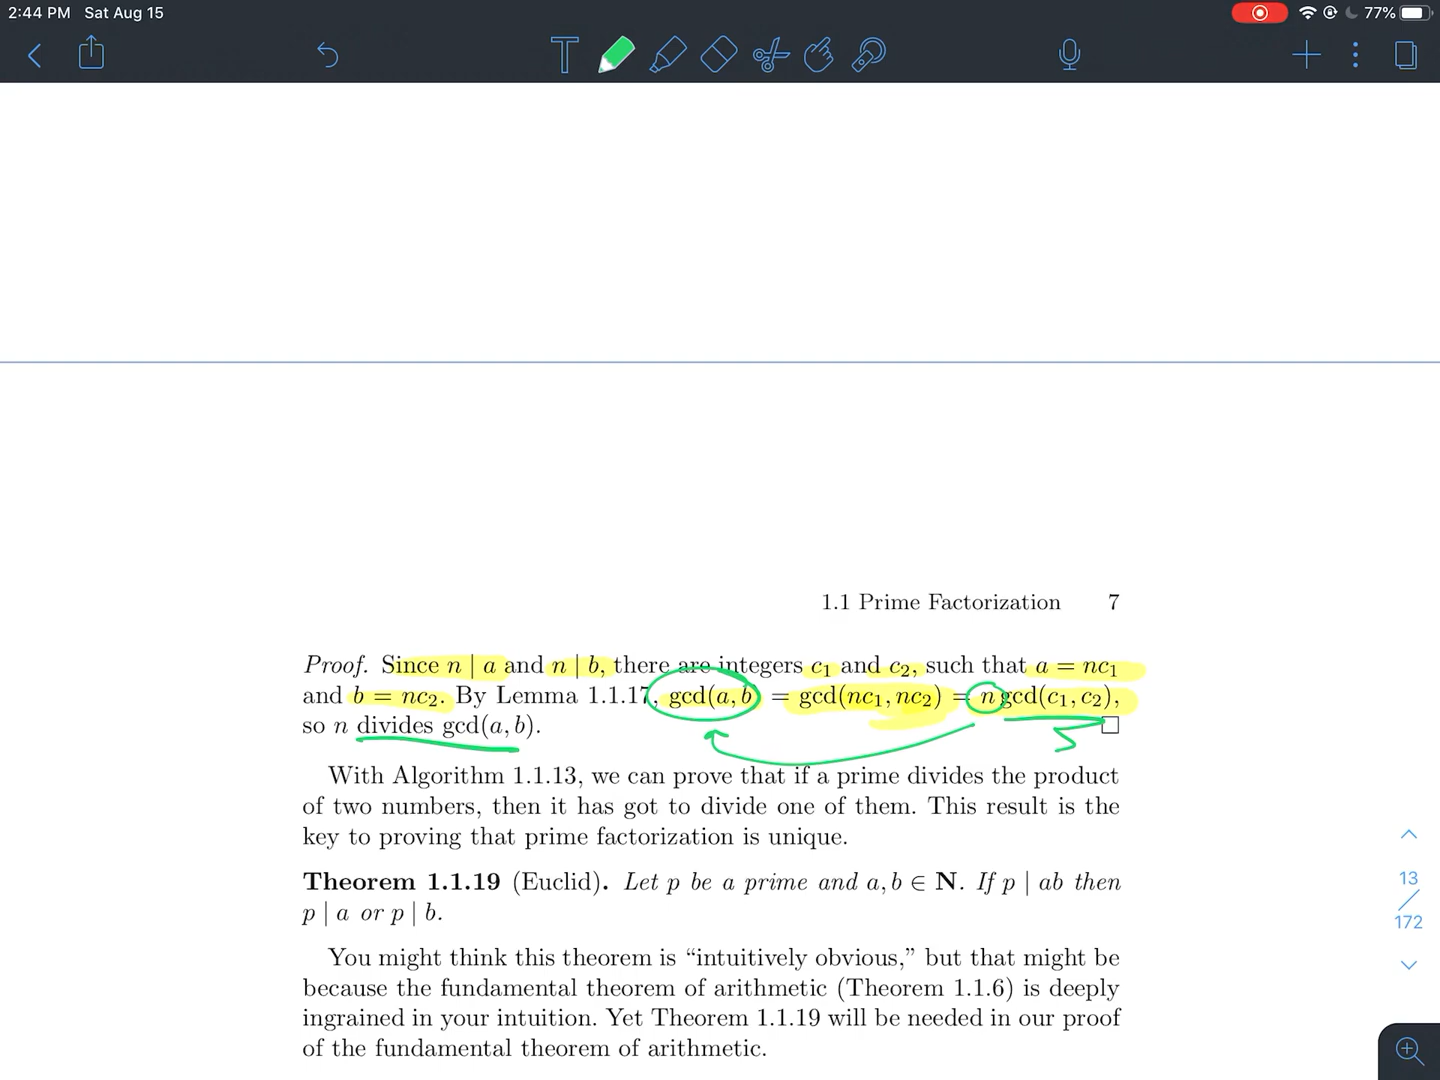 2:44 PM Sat Aug 15
77%
T
1.1 Prime Factorization 7
Proof. Since n | a and n | b, there are integers c₁ and c₂, such that a = nc₁
and b = nc₂. By Lemma 1.1.17, gcd(a, b) = gcd(nc₁, nc₂) = n gcd(c₁, c₂),
so n divides gcd(a, b). □
With Algorithm 1.1.13, we can prove that if a prime divides the product
of two numbers, then it has got to divide one of them. This result is the
key to proving that prime factorization is unique.
Theorem 1.1.19 (Euclid). Let p be a prime and a, b ∈ N. If p | ab then
p | a or p | b.
You might think this theorem is “intuitively obvious,” but that might be
because the fundamental theorem of arithmetic (Theorem 1.1.6) is deeply
ingrained in your intuition. Yet Theorem 1.1.19 will be needed in our proof
of the fundamental theorem of arithmetic.
13
/
172